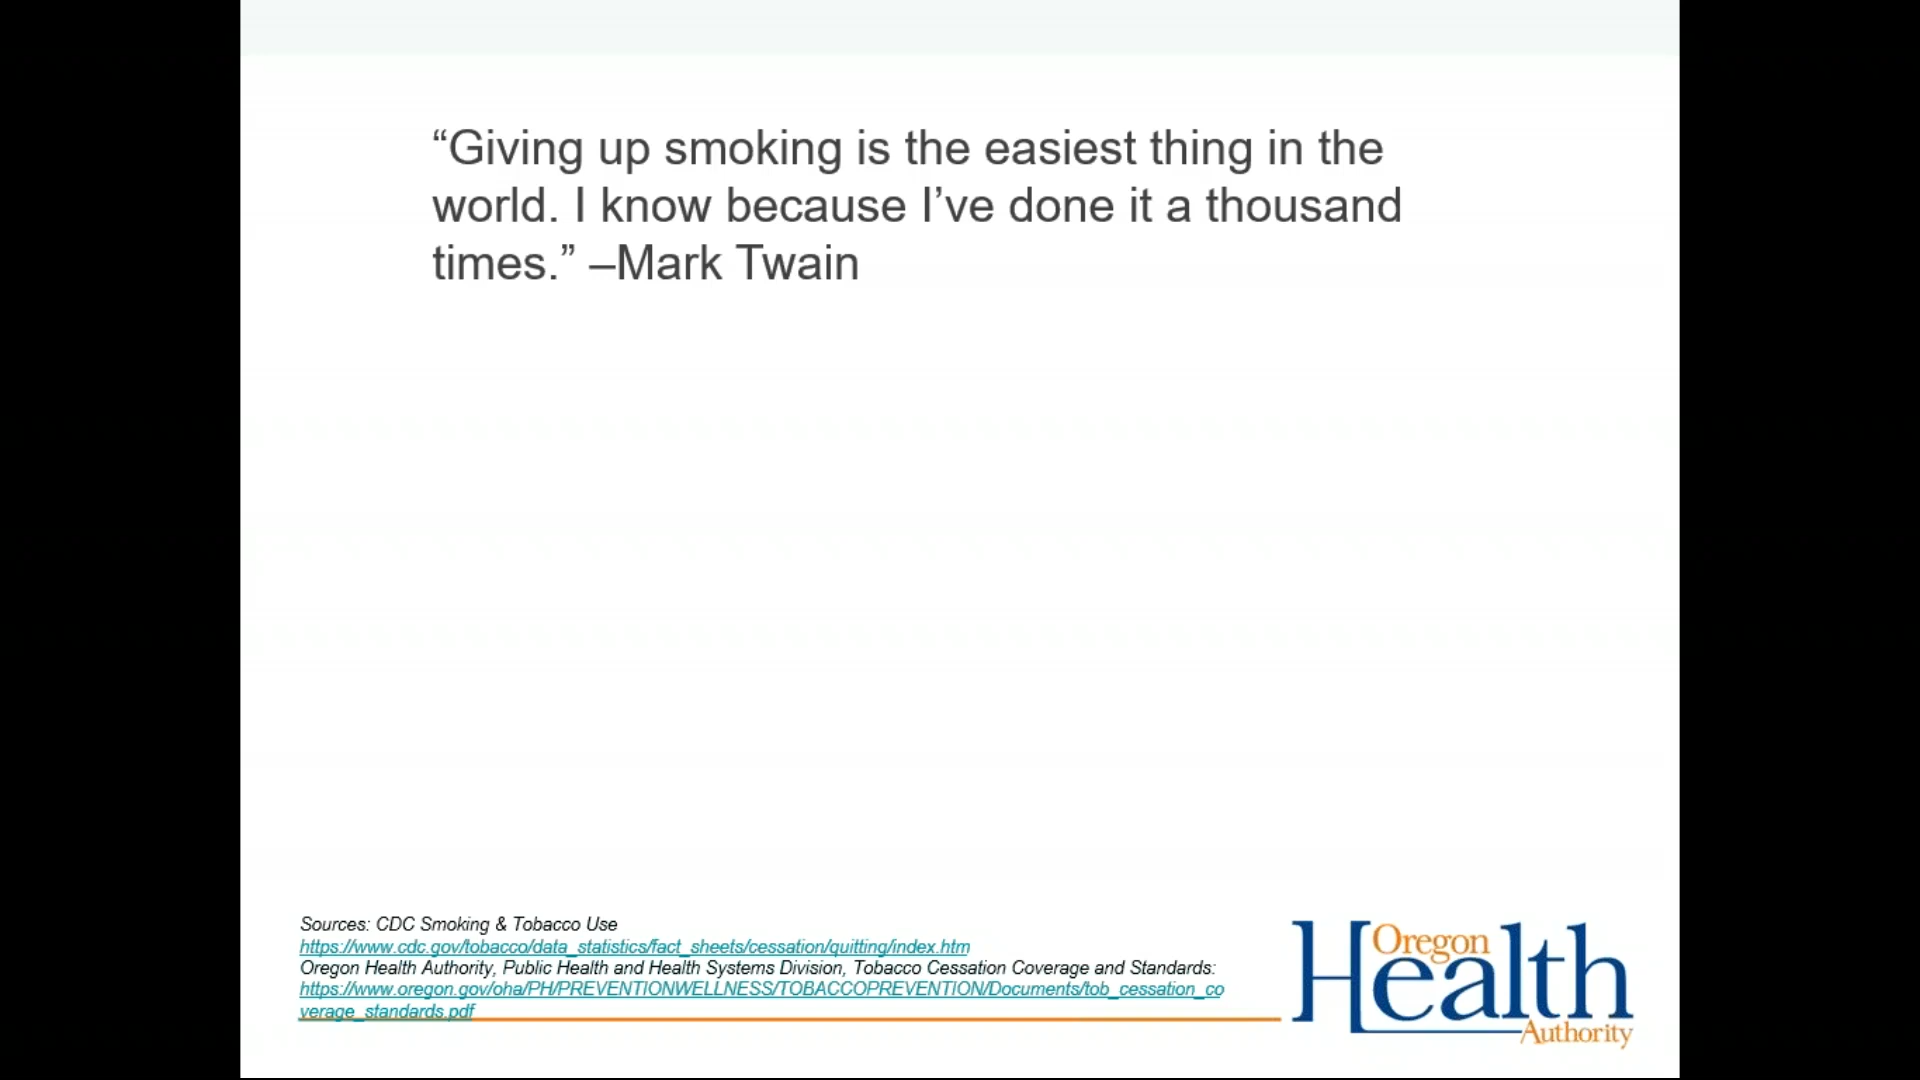 “Giving up smoking is the easiest thing in the
world. I know because I’ve done it a thousand
times.” –Mark Twain
Sources: CDC Smoking & Tobacco Use
https://www.cdc.gov/tobacco/data_statistics/fact_sheets/cessation/quitting/index.htm
Oregon Health Authority, Public Health and Health Systems Division, Tobacco Cessation Coverage and Standards:
https://www.oregon.gov/oha/PH/PREVENTIONWELLNESS/TOBACCOPREVENTION/Documents/tob_cessation_co
verage_standards.pdf
Oregon
Health
Authority